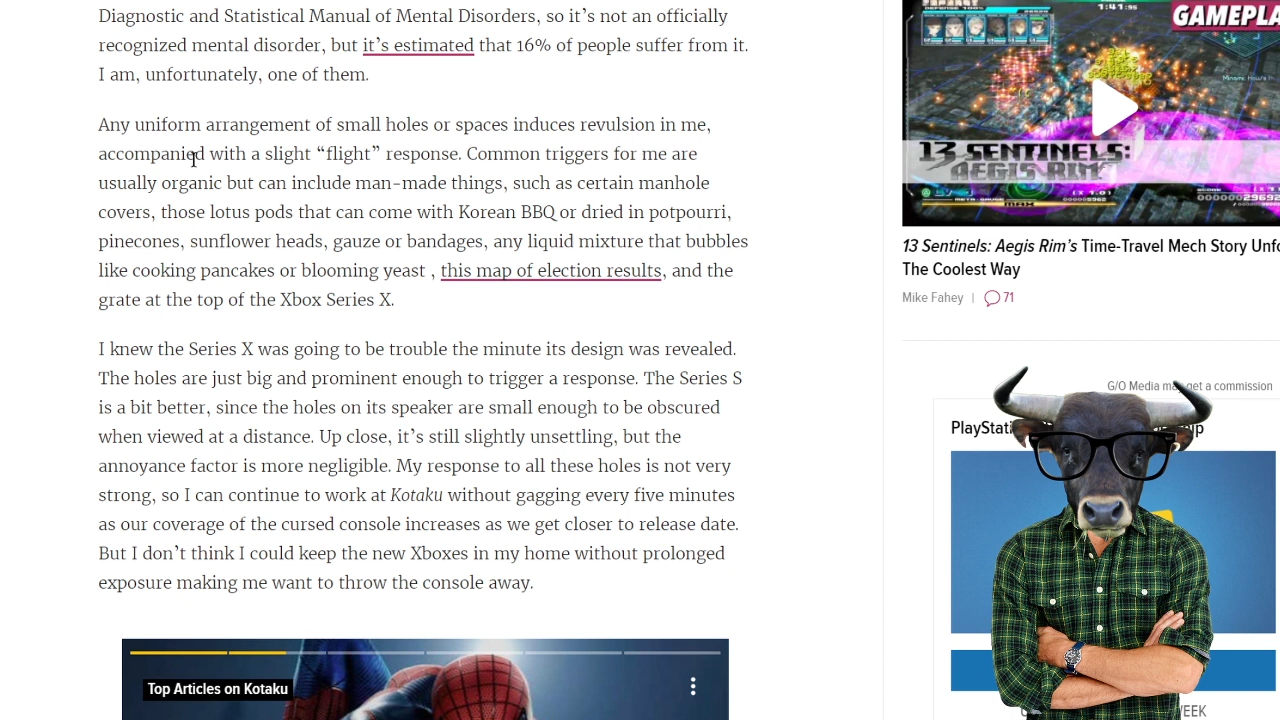 Diagnostic and Statistical Manual of Mental Disorders, so it’s not an officially
recognized mental disorder, but it’s estimated that 16% of people suffer from it.
I am, unfortunately, one of them.
Any uniform arrangement of small holes or spaces induces revulsion in me,
accompanied with a slight “flight” response. Common triggers for me are
usually organic but can include man-made things, such as certain manhole
covers, those lotus pods that can come with Korean BBQ or dried in potpourri,
pinecones, sunflower heads, gauze or bandages, any liquid mixture that bubbles
like cooking pancakes or blooming yeast , this map of election results, and the
grate at the top of the Xbox Series X.
I knew the Series X was going to be trouble the minute its design was revealed.
The holes are just big and prominent enough to trigger a response. The Series S
is a bit better, since the holes on its speaker are small enough to be obscured
when viewed at a distance. Up close, it’s still slightly unsettling, but the
annoyance factor is more negligible. My response to all these holes is not very
strong, so I can continue to work at Kotaku without gagging every five minutes
as our coverage of the cursed console increases as we get closer to release date.
But I don’t think I could keep the new Xboxes in my home without prolonged
exposure making me want to throw the console away.
Top Articles on Kotaku
1:41:95
GAMEPLA
13 SENTINELS:
AEGIS RIM
MAX
13 Sentinels: Aegis Rim’s Time-Travel Mech Story Unfo
The Coolest Way
Mike Fahey | 71
G/O Media may get a commission
PlayStati